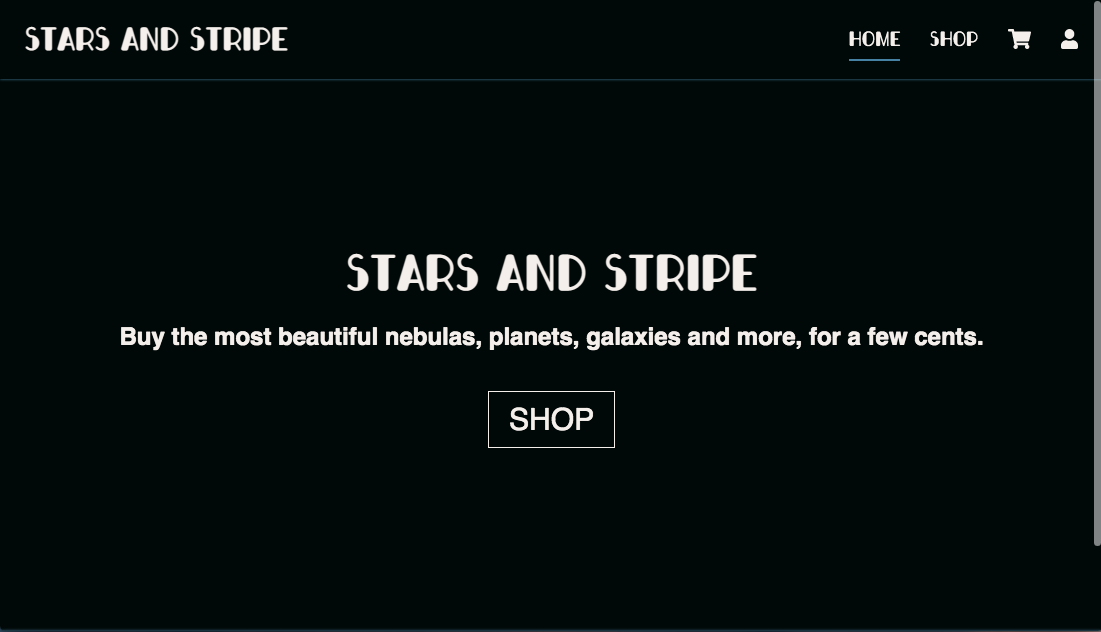 STARS AND STRIPE HOME SHOP
STARS AND STRIPE
Buy the most beautiful nebulas, planets, galaxies and more, for a few cents.
SHOP